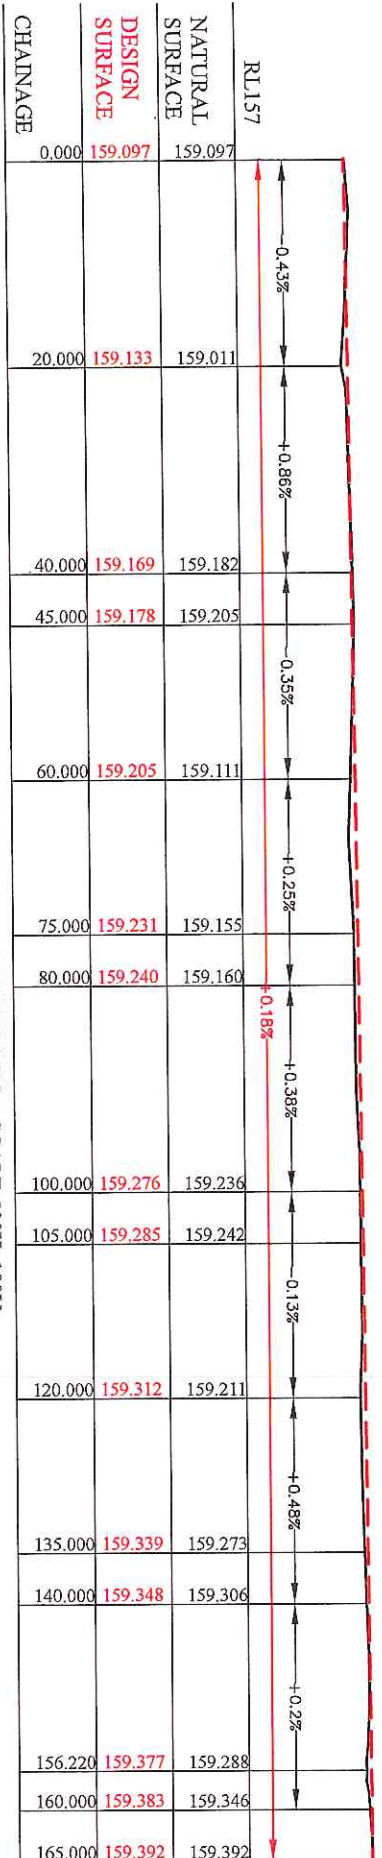 RL157
-0.43%
+0.86%
-0.35%
+0.25%
+0.38%
-0.13%
+0.48%
+0.2%
+0.18%
NATURAL SURFACE 159.097 159.011 159.182 159.205 159.111 159.155 159.160 159.236 159.242 159.211 159.273 159.306 159.288 159.346 159.392
DESIGN SURFACE 159.097 159.133 159.169 159.178 159.205 159.231 159.240 159.276 159.285 159.312 159.339 159.348 159.377 159.383 159.392
CHAINAGE 0.000 20.000 40.000 45.000 60.000 75.000 80.000 100.000 105.000 120.000 135.000 140.000 156.220 160.000 165.000